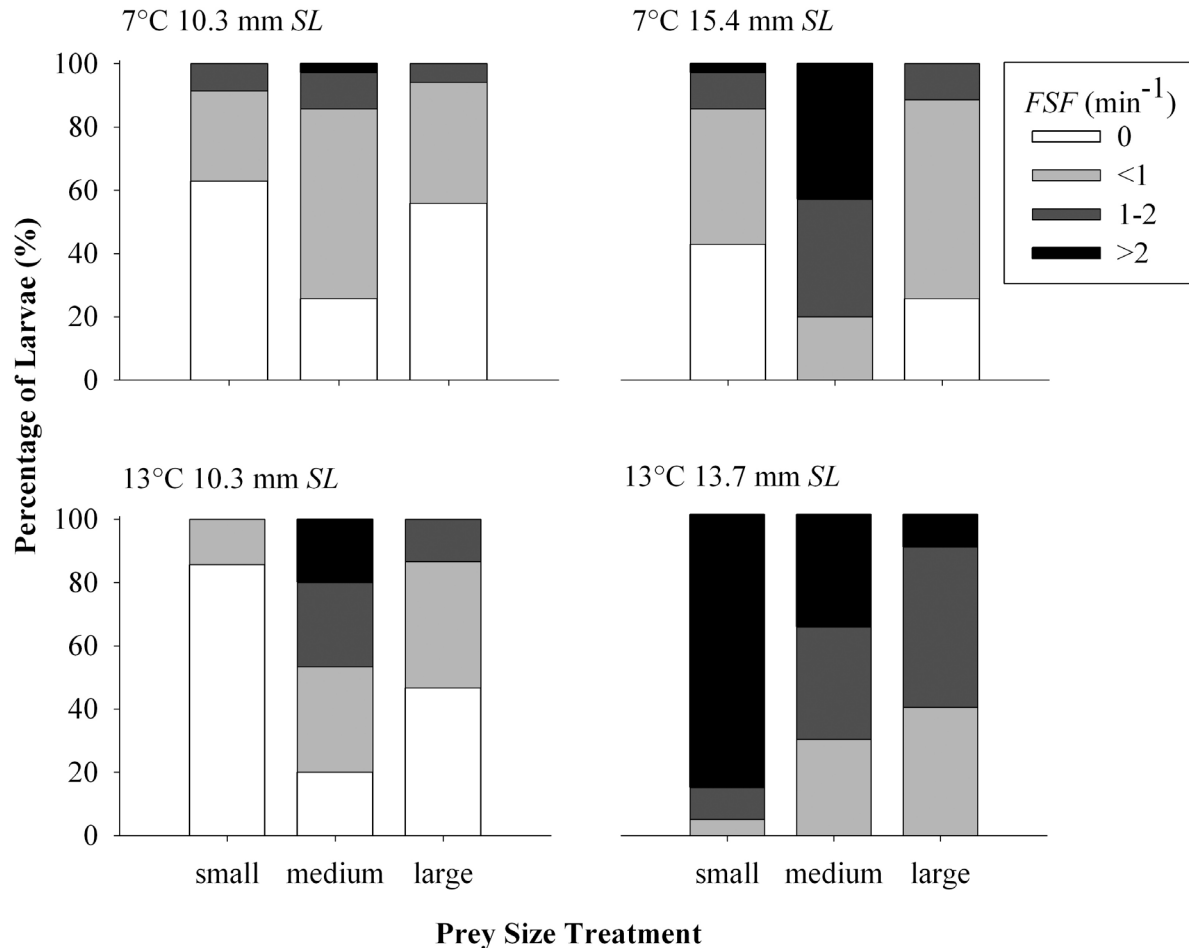 7°C 10.3 mm SL
7°C 15.4 mm SL
FSF (min-1)
0
<1
1-2
>2
100
80
60
40
20
0
Percentage of Larvae (%)
13°C 10.3 mm SL
13°C 13.7 mm SL
100
80
60
40
20
0
small medium large
small medium large
Prey Size Treatment